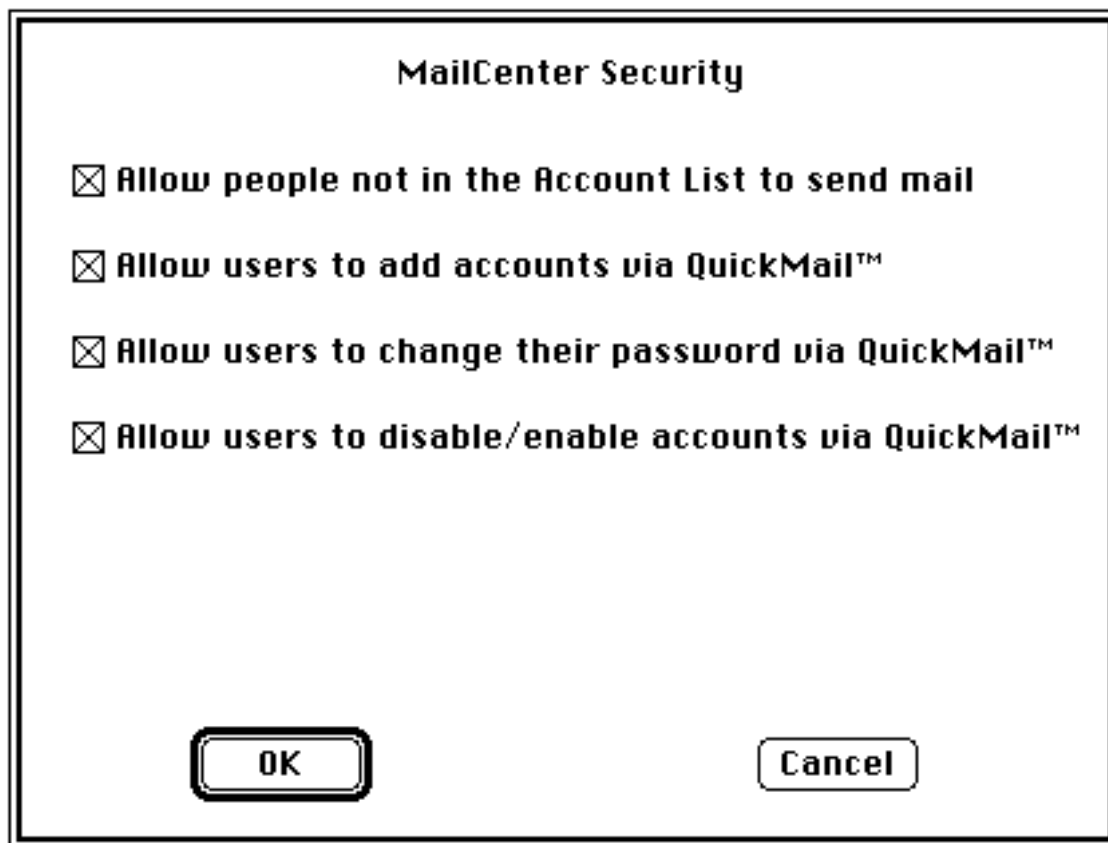 MailCenter Security
Allow people not in the Account List to send mail
Allow users to add accounts via QuickMail™
Allow users to change their password via QuickMail™
Allow users to disable/enable accounts via QuickMail™
OK
Cancel